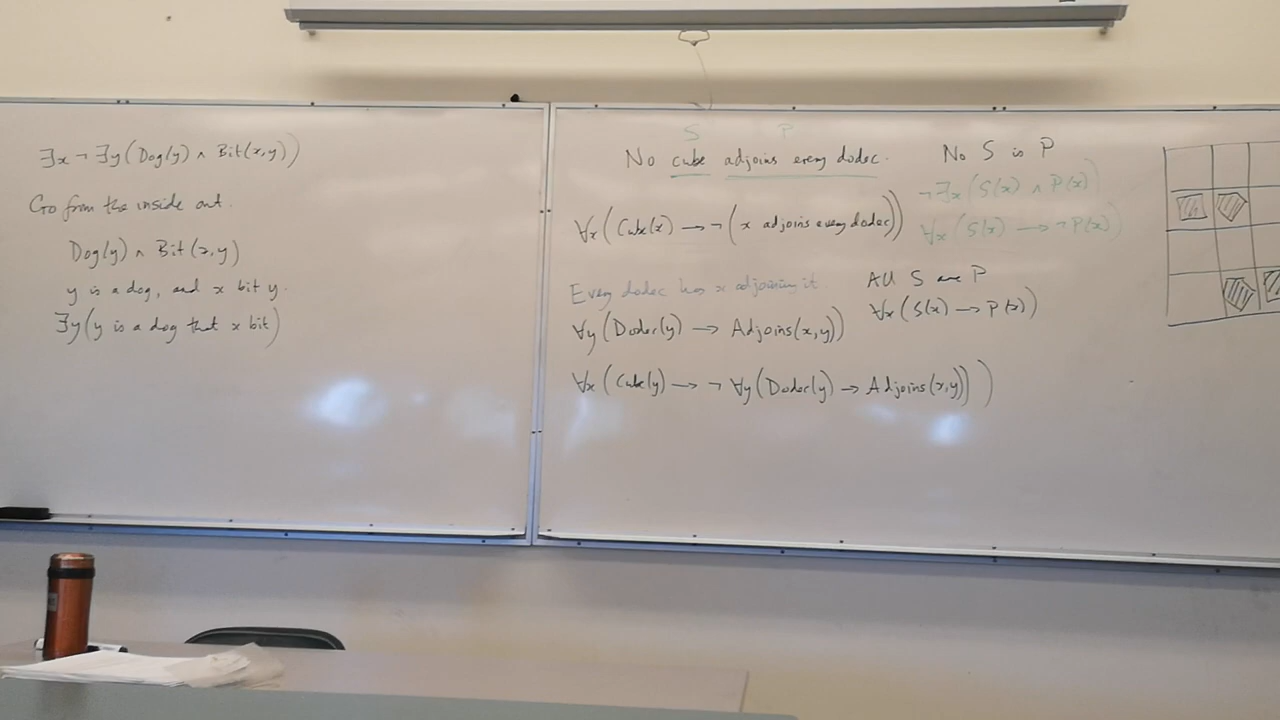 ∃x ¬ ∃y (Dog(y) ∧ Bit(x,y))
Go from the inside out.
Dog(y) ∧ Bit(x,y)
y is a dog, and x bit y.
∃y (y is a dog that x bit)
S P
No cube adjoins every dodec.
∀x (Cube(x) → ¬ (x adjoins every dodec))
Every dodec has x adjoining it.
∀y (Dodec(y) → Adjoins(x,y))
∀x (Cube(y) → ¬ ∀y (Dodec(y) → Adjoins(x,y)))
No S is P
¬∃x (S(x) ∧ P(x))
∀x (S(x) → ¬P(x))
All S are P
∀x (S(x) → P(x))